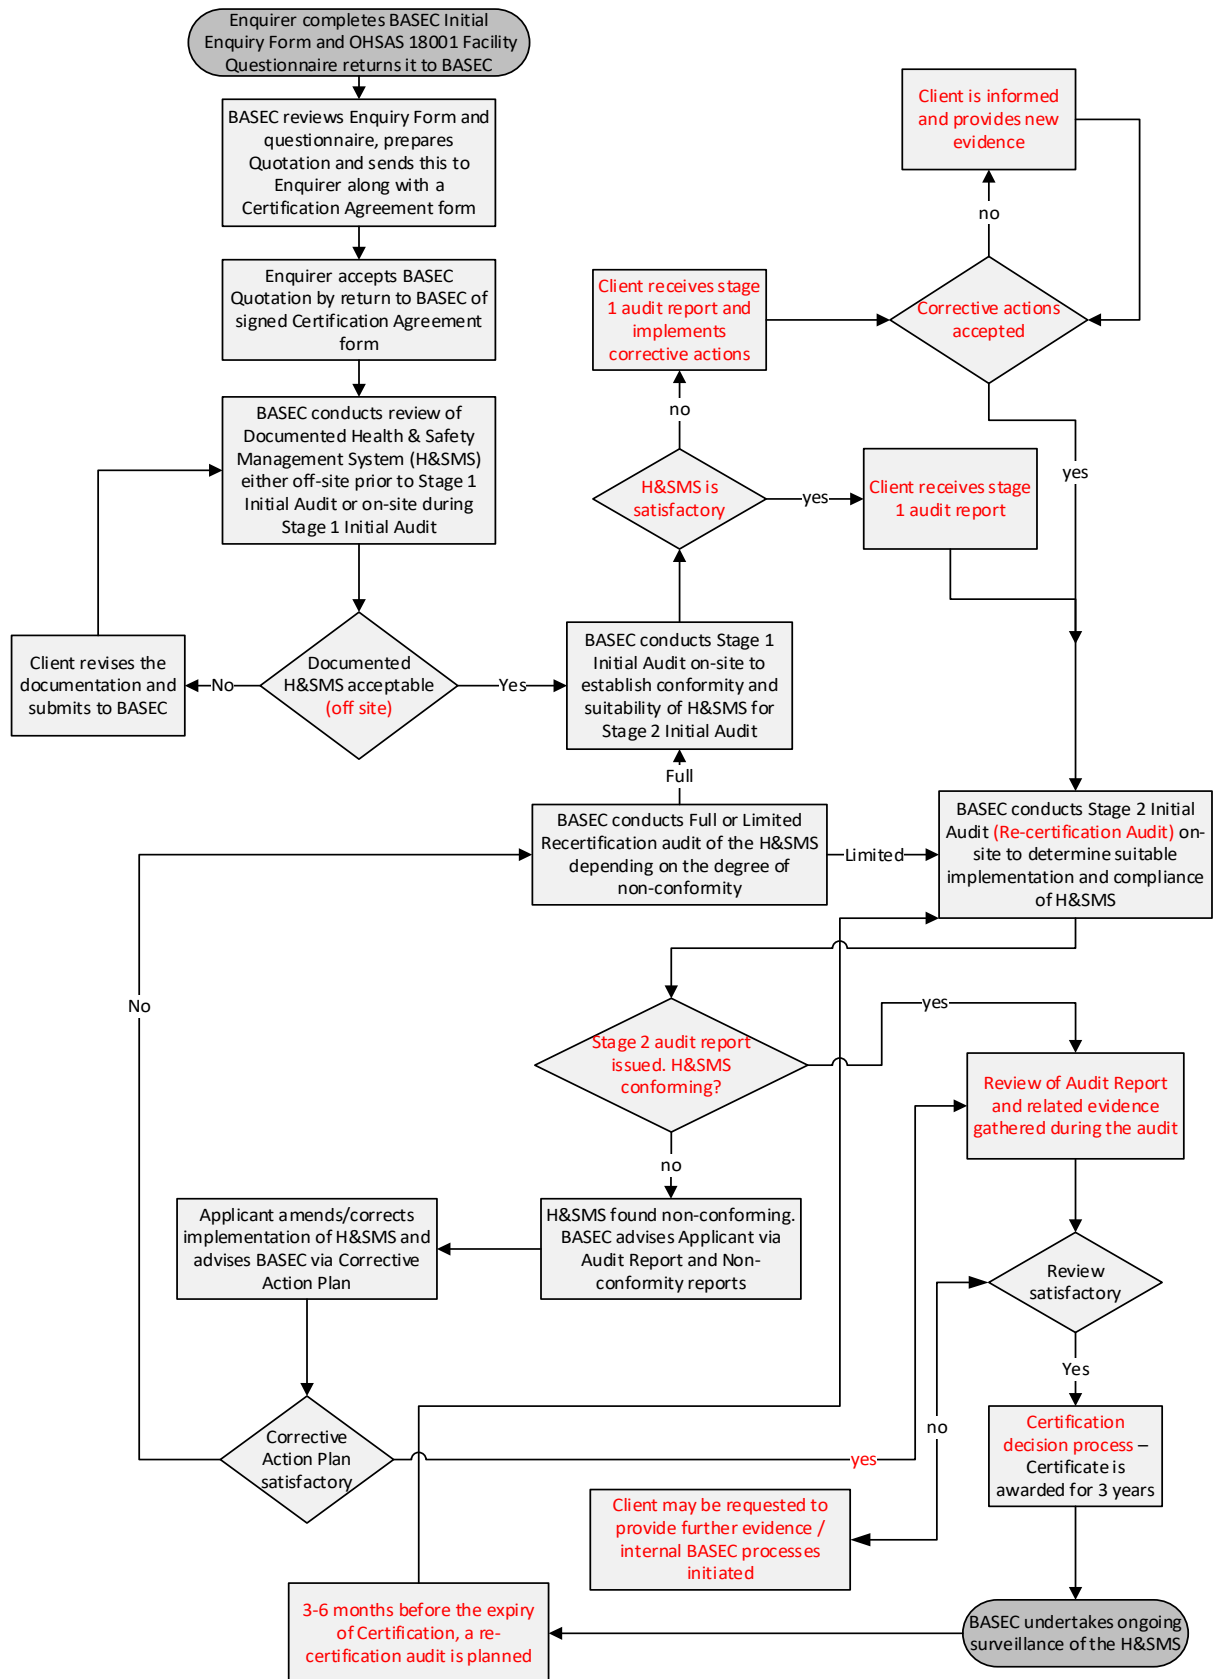 Enquirer completes BASEC Initial
Enquiry Form and OHSAS 18001 Facility
Questionnaire returns it to BASEC
BASEC reviews Enquiry Form and
questionnaire, prepares
Quotation and sends this to
Enquirer along with a
Certification Agreement form
Client is informed
and provides new
evidence
no
Enquirer accepts BASEC
Quotation by return to BASEC of
signed Certification Agreement
form
Client receives stage
1 audit report and
implements
corrective actions
Corrective actions
accepted
no
yes
BASEC conducts review of
Documented Health & Safety
Management System (H&SMS)
either off-site prior to Stage 1
Initial Audit or on-site during
Stage 1 Initial Audit
H&SMS is
satisfactory
yes
Client receives stage
1 audit report
Client revises the
documentation and
submits to BASEC
No
Documented
H&SMS acceptable
(off site)
Yes
BASEC conducts Stage 1
Initial Audit on-site to
establish conformity and
suitability of H&SMS for
Stage 2 Initial Audit
Full
BASEC conducts Full or Limited
Recertification audit of the H&SMS
depending on the degree of
non-conformity
Limited
BASEC conducts Stage 2 Initial
Audit (Re-certification Audit) on-
site to determine suitable
implementation and compliance
of H&SMS
No
Stage 2 audit report
issued. H&SMS
conforming?
yes
Review of Audit Report
and related evidence
gathered during the audit
no
Applicant amends/corrects
implementation of H&SMS and
advises BASEC via Corrective
Action Plan
H&SMS found non-conforming.
BASEC advises Applicant via
Audit Report and Non-
conformity reports
Review
satisfactory
Yes
no
Corrective
Action Plan
satisfactory
yes
Certification
decision process –
Certificate is
awarded for 3 years
Client may be requested to
provide further evidence /
internal BASEC processes
initiated
3-6 months before the expiry
of Certification, a re-
certification audit is planned
BASEC undertakes ongoing
surveillance of the H&SMS